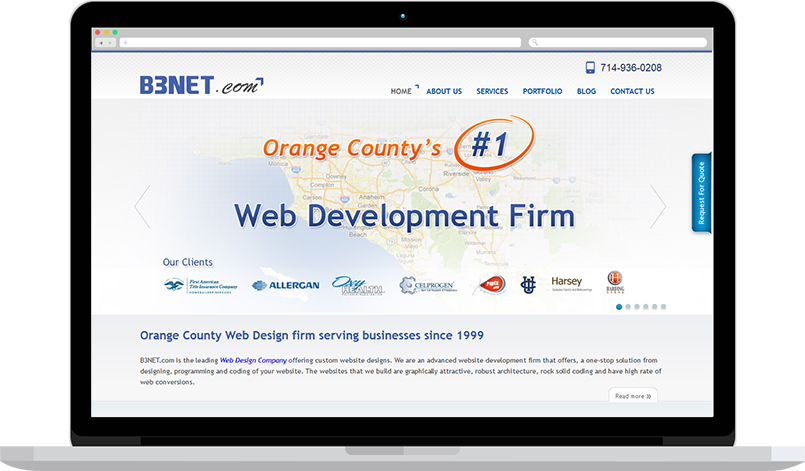 714-936-0208
B3NET.com
HOME ABOUT US SERVICES PORTFOLIO BLOG CONTACT US
Orange County's #1
Web Development Firm
Request For Quote
Our Clients
First American
Title Insurance Company
ALLERGAN
Oxy
HEALTH
CELPROGEN
Harsey
HARDING
Orange County Web Design firm serving businesses since 1999
B3NET.com is the leading Web Design Company offering custom website designs. We are an advanced website development firm that offers, a one-stop solution from
designing, programming and coding of your website. The websites that we build are graphically attractive, robust architecture, rock solid coding and have high rate of
web conversions.
Read more »